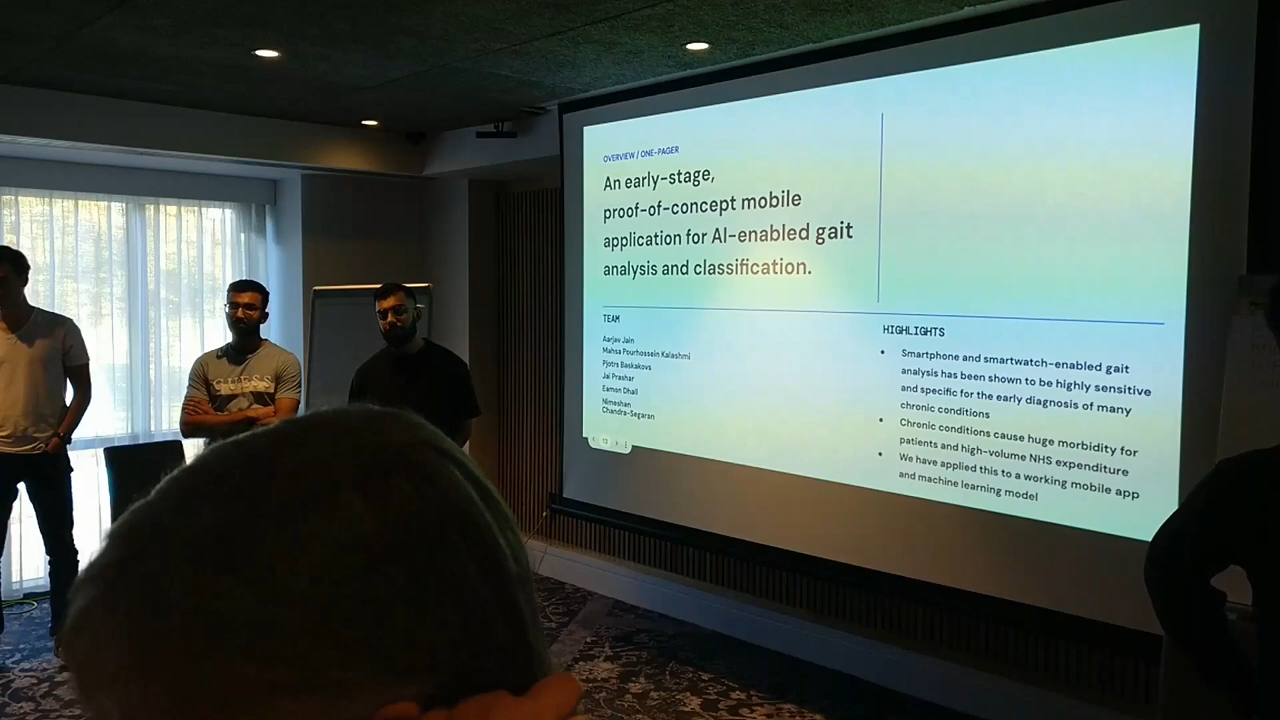 OVERVIEW / ONE-PAGER
An early-stage,
proof-of-concept mobile
application for AI-enabled gait
analysis and classification.
TEAM
Aarjav Jain
Mahsa Pourhossein Kalashmi
Pjotrs Baskakovs
Jai Prashar
Eamon Dhall
Nimeshan
Chandra-Segaran
HIGHLIGHTS
• Smartphone and smartwatch-enabled gait
analysis has been shown to be highly sensitive
and specific for the early diagnosis of many
chronic conditions
• Chronic conditions cause huge morbidity for
patients and high-volume NHS expenditure
• We have applied this to a working mobile app
and machine learning model
13
GUESS